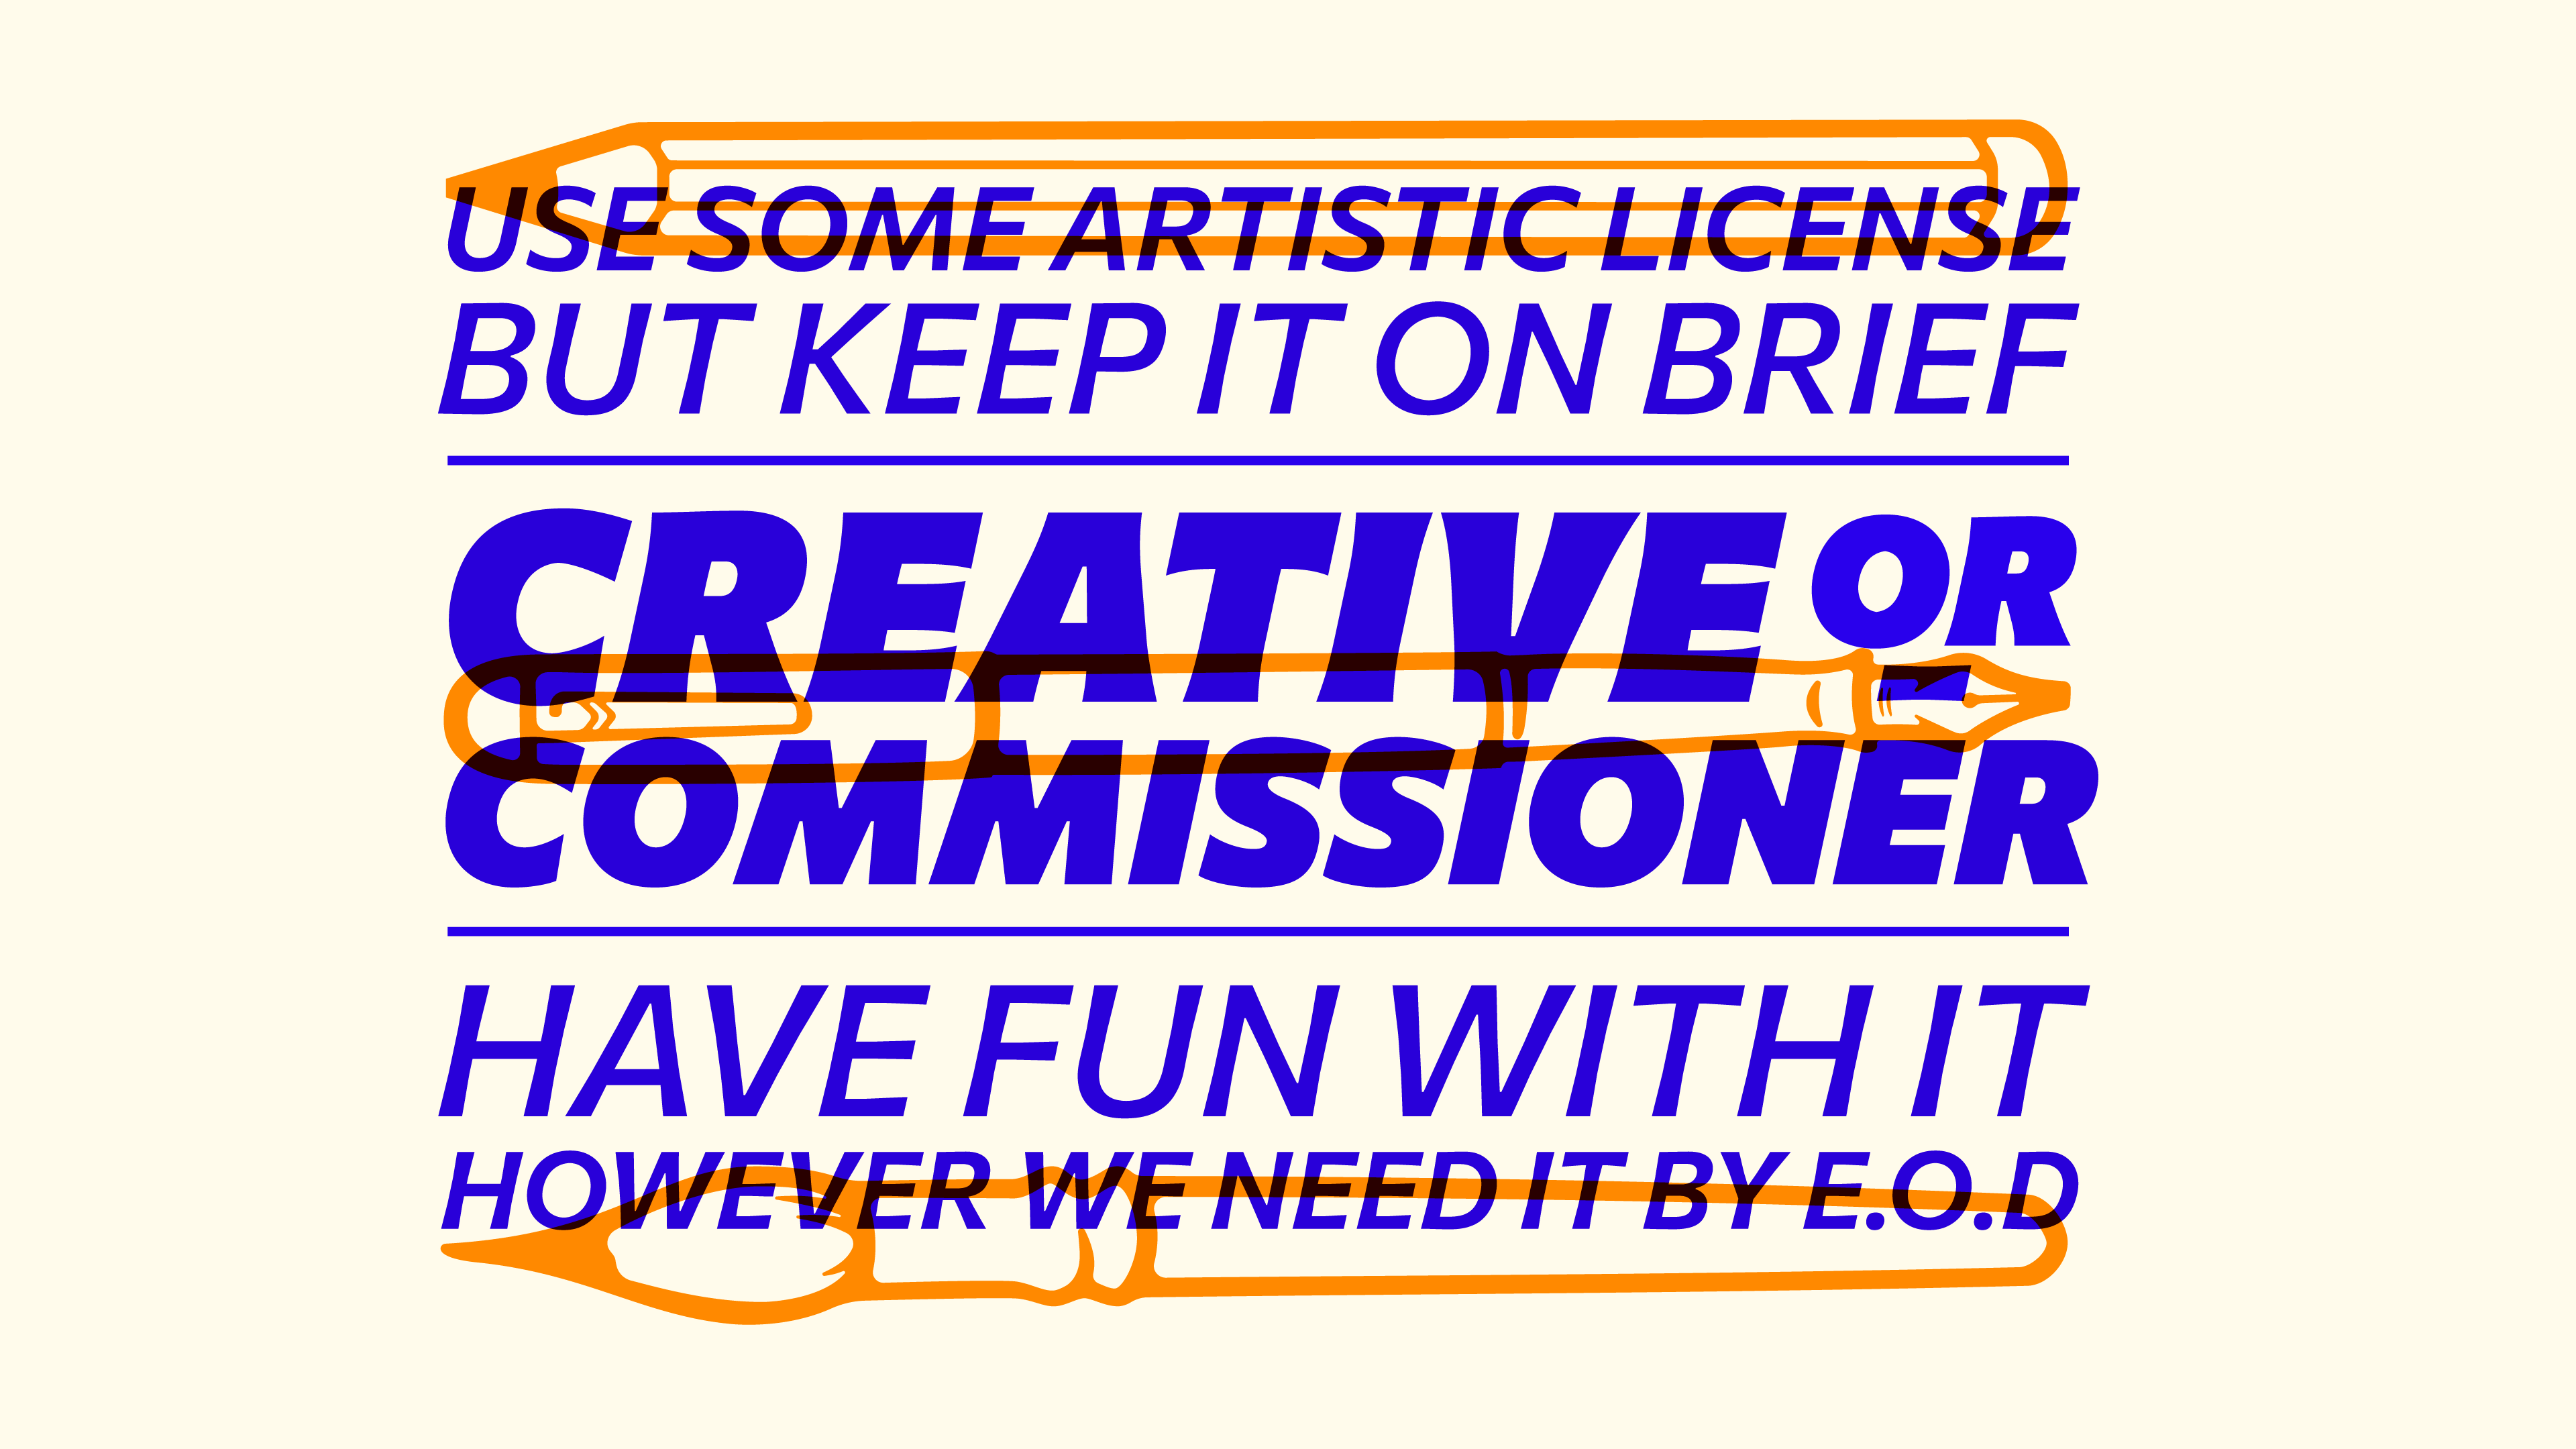 USE SOME ARTISTIC LICENSE
BUT KEEP IT ON BRIEF
CREATIVE OR
COMMISSIONER
HAVE FUN WITH IT
HOWEVER WE NEED IT BY E.O.D